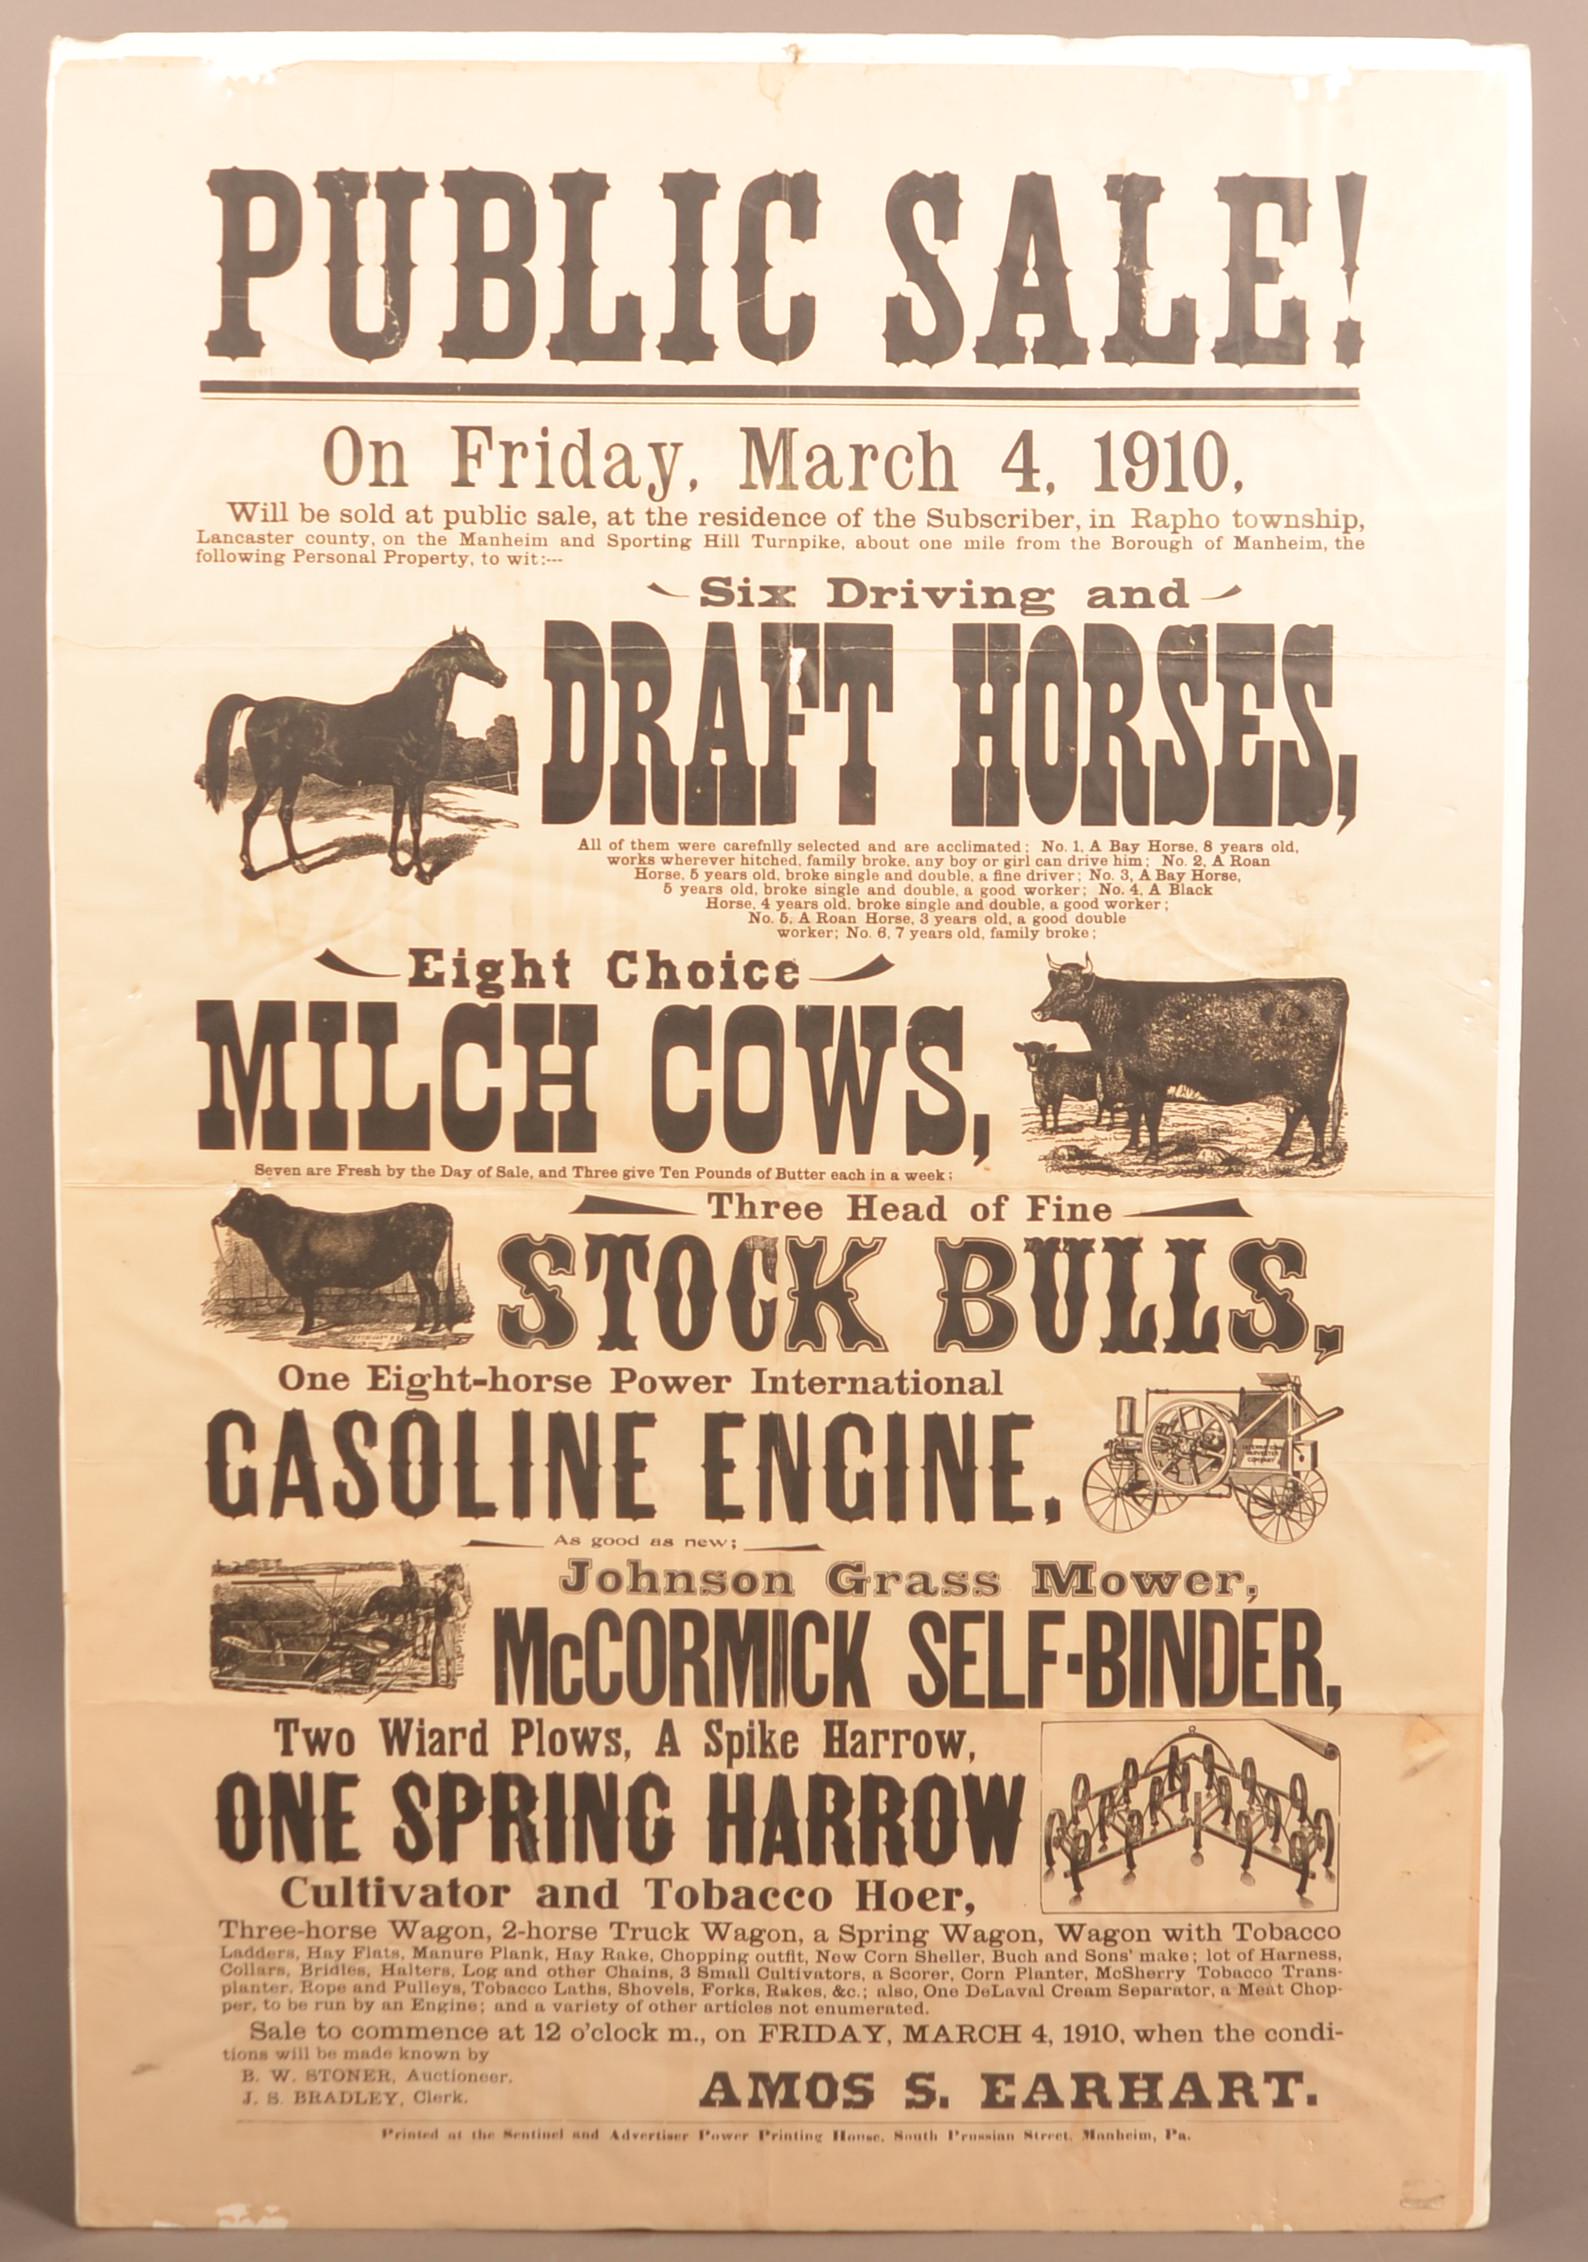 PUBLIC SALE!
On Friday, March 4, 1910,
Will be sold at public sale, at the residence of the Subscriber, in Rapho township,
Lancaster county, on the Manheim and Sporting Hill Turnpike, about one mile from the Borough of Manheim, the
following Personal Property, to wit:---
Six Driving and
DRAFT HORSES,
All of them were carefnlly selected and are acclimated; No. 1, A Bay Horse, 8 years old,
works wherever hitched, family broke, any boy or girl can drive him; No. 2, A Roan
Horse, 5 years old, broke single and double, a fine driver; No. 3, A Bay Horse,
5 years old, broke single and double, a good worker; No. 4, A Black
Horse, 4 years old, broke single and double, a good worker;
No. 5, A Roan Horse, 3 years old, a good double
worker; No. 6, 7 years old, family broke;
Eight Choice
MILCH COWS,
Seven are Fresh by the Day of Sale, and Three give Ten Pounds of Butter each in a week;
Three Head of Fine
STOCK BULLS,
One Eight-horse Power International
GASOLINE ENGINE,
INTERNATIONAL
HARVESTER
COMPANY
As good as new;
Johnson Grass Mower,
McCORMICK SELF-BINDER,
Two Wiard Plows, A Spike Harrow,
ONE SPRING HARROW
Cultivator and Tobacco Hoer,
Three-horse Wagon, 2-horse Truck Wagon, a Spring Wagon, Wagon with Tobacco
Ladders, Hay Flats, Manure Plank, Hay Rake, Chopping outfit, New Corn Sheller, Buch and Sons' make; lot of Harness,
Collars, Bridles, Halters, Log and other Chains, 3 Small Cultivators, a Scorer, Corn Planter, McSherry Tobacco Trans-
planter, Rope and Pulleys, Tobacco Laths, Shovels, Forks, Rakes, &c.; also, One DeLaval Cream Separator, a Meat Chop-
per, to be run by an Engine; and a variety of other articles not enumerated.
Sale to commence at 12 o'clock m., on FRIDAY, MARCH 4, 1910, when the condi-
tions will be made known by
B. W. STONER, Auctioneer.
J. S. BRADLEY, Clerk.
AMOS S. EARHART.
Printed at the Sentinel and Advertiser Power Printing House, South Prussian Street, Manheim, Pa.